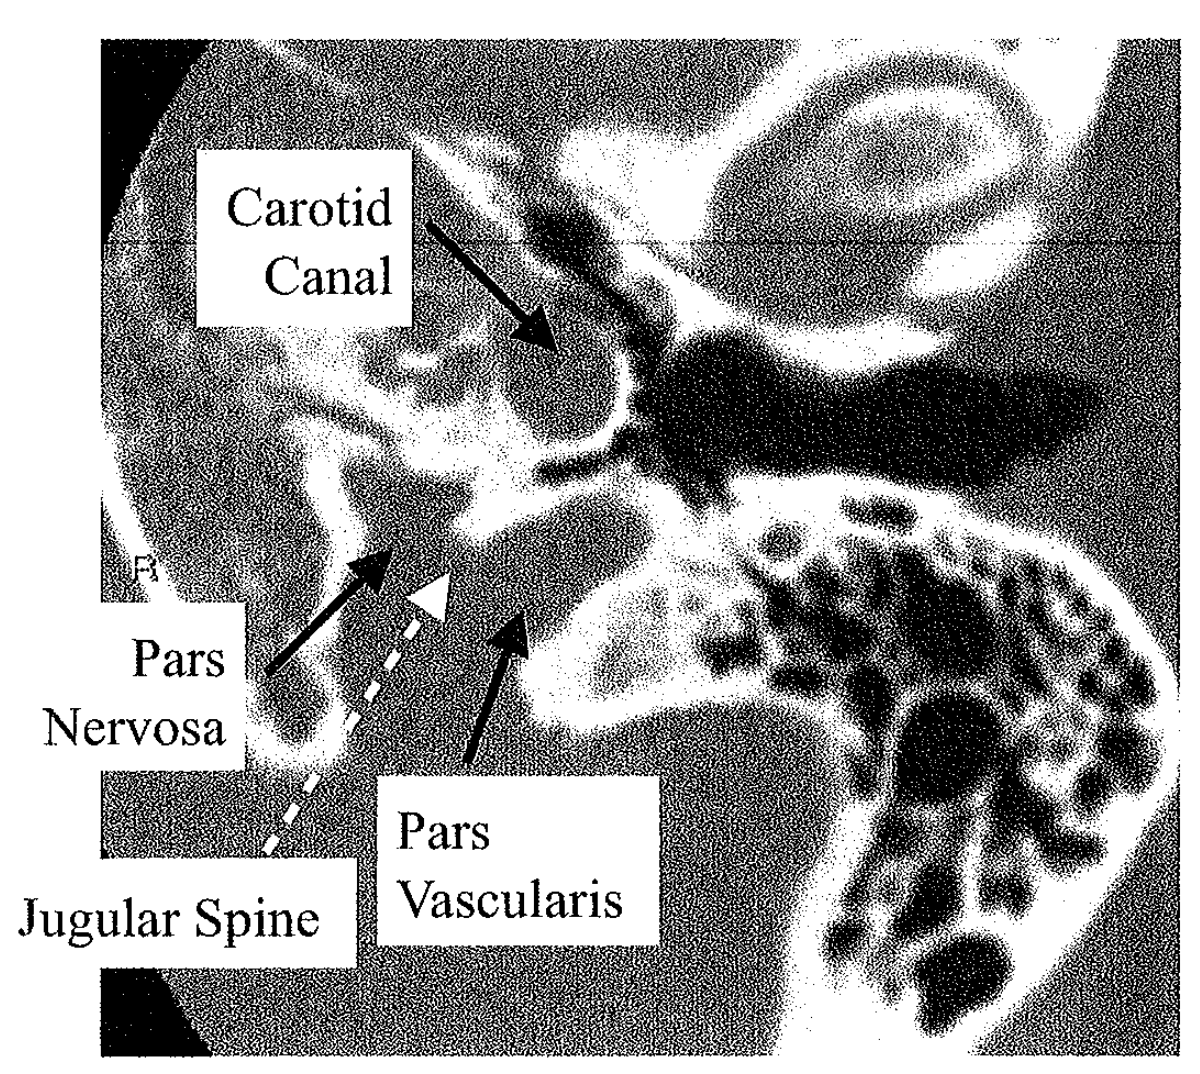 Carotid
Canal
R
Pars
Nervosa
Pars
Vascularis
Jugular Spine